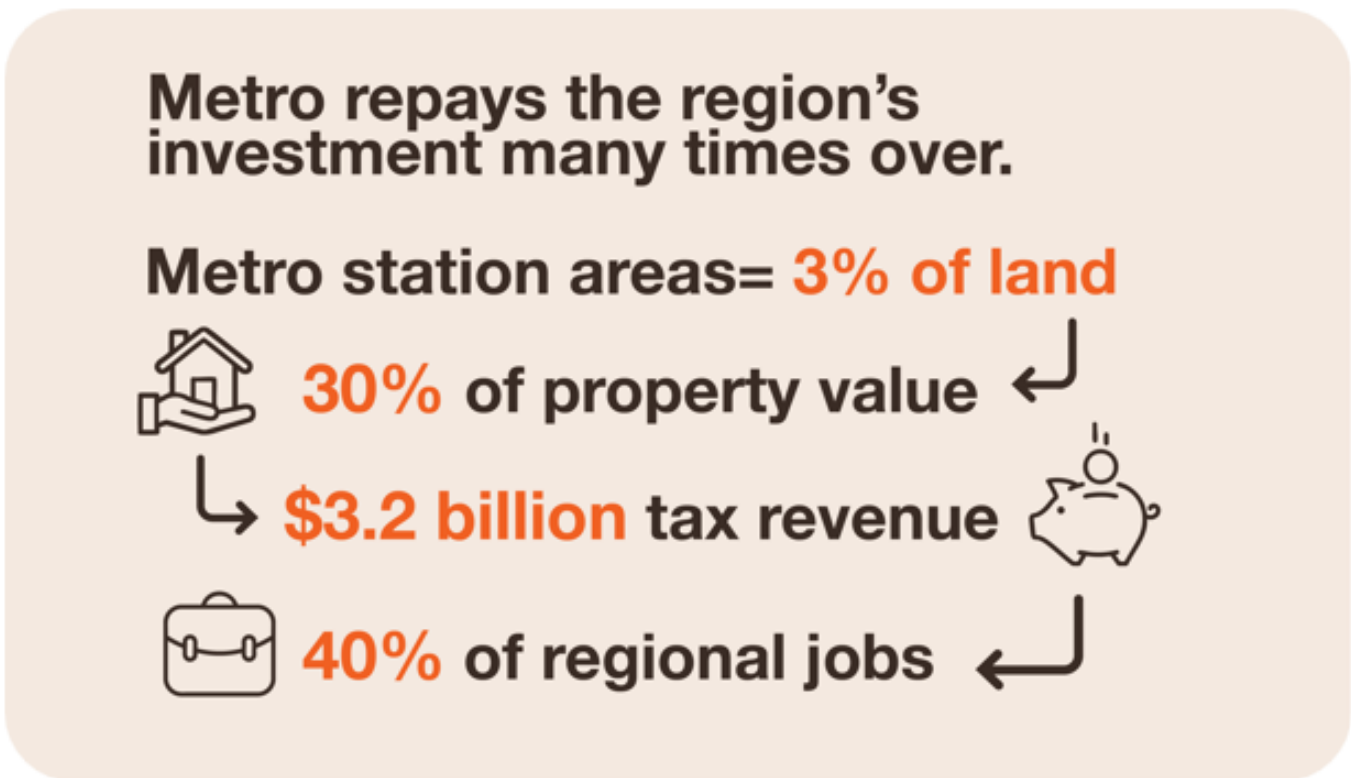 Metro repays the region’s
investment many times over.
Metro station areas= 3% of land
30% of property value
$3.2 billion tax revenue
40% of regional jobs